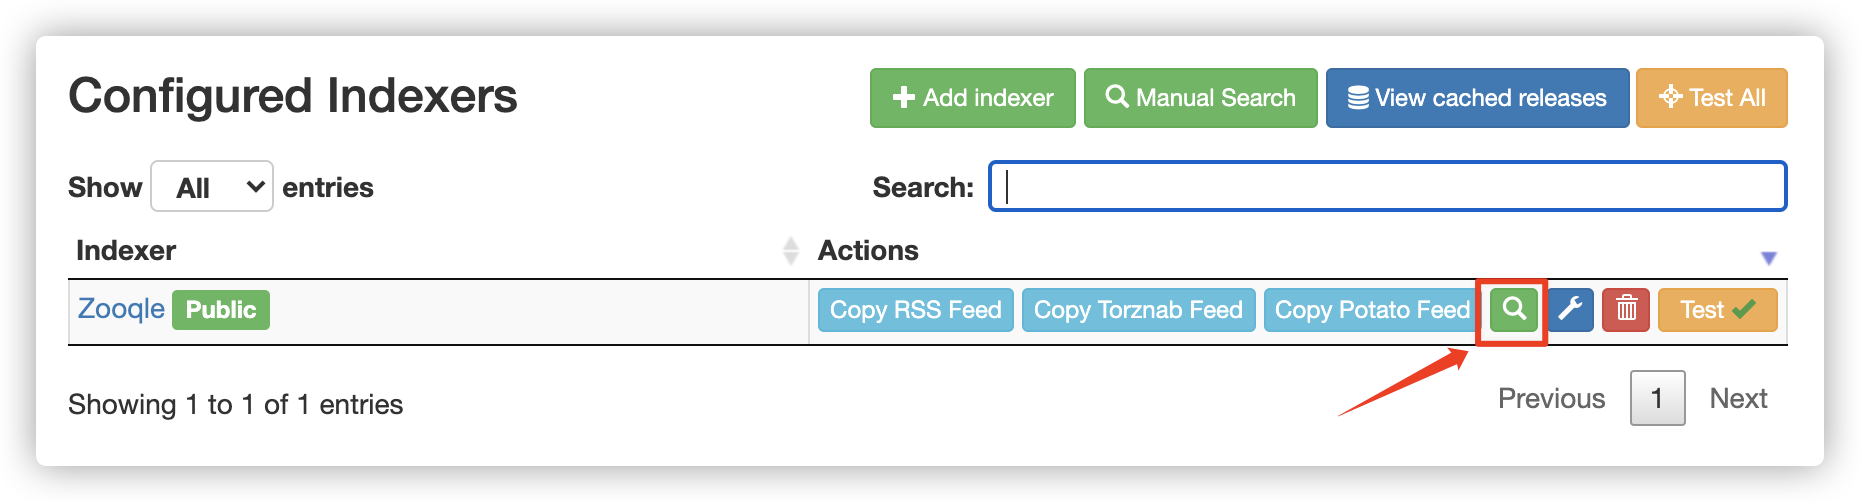 Configured Indexers
Add indexer
Manual Search
View cached releases
Test All
Show All entries
Search:
Indexer
Actions
Zooqle Public
Copy RSS Feed
Copy Torznab Feed
Copy Potato Feed
Test
Showing 1 to 1 of 1 entries
Previous 1 Next